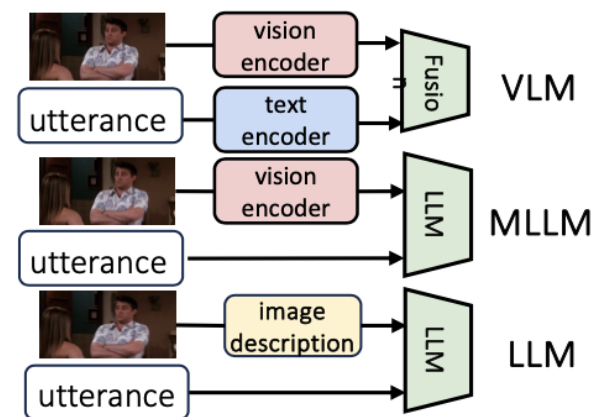 vision
encoder
Fusio
n
VLM
utterance
text
encoder
vision
encoder
LLM
MLLM
utterance
image
description
LLM
LLM
utterance